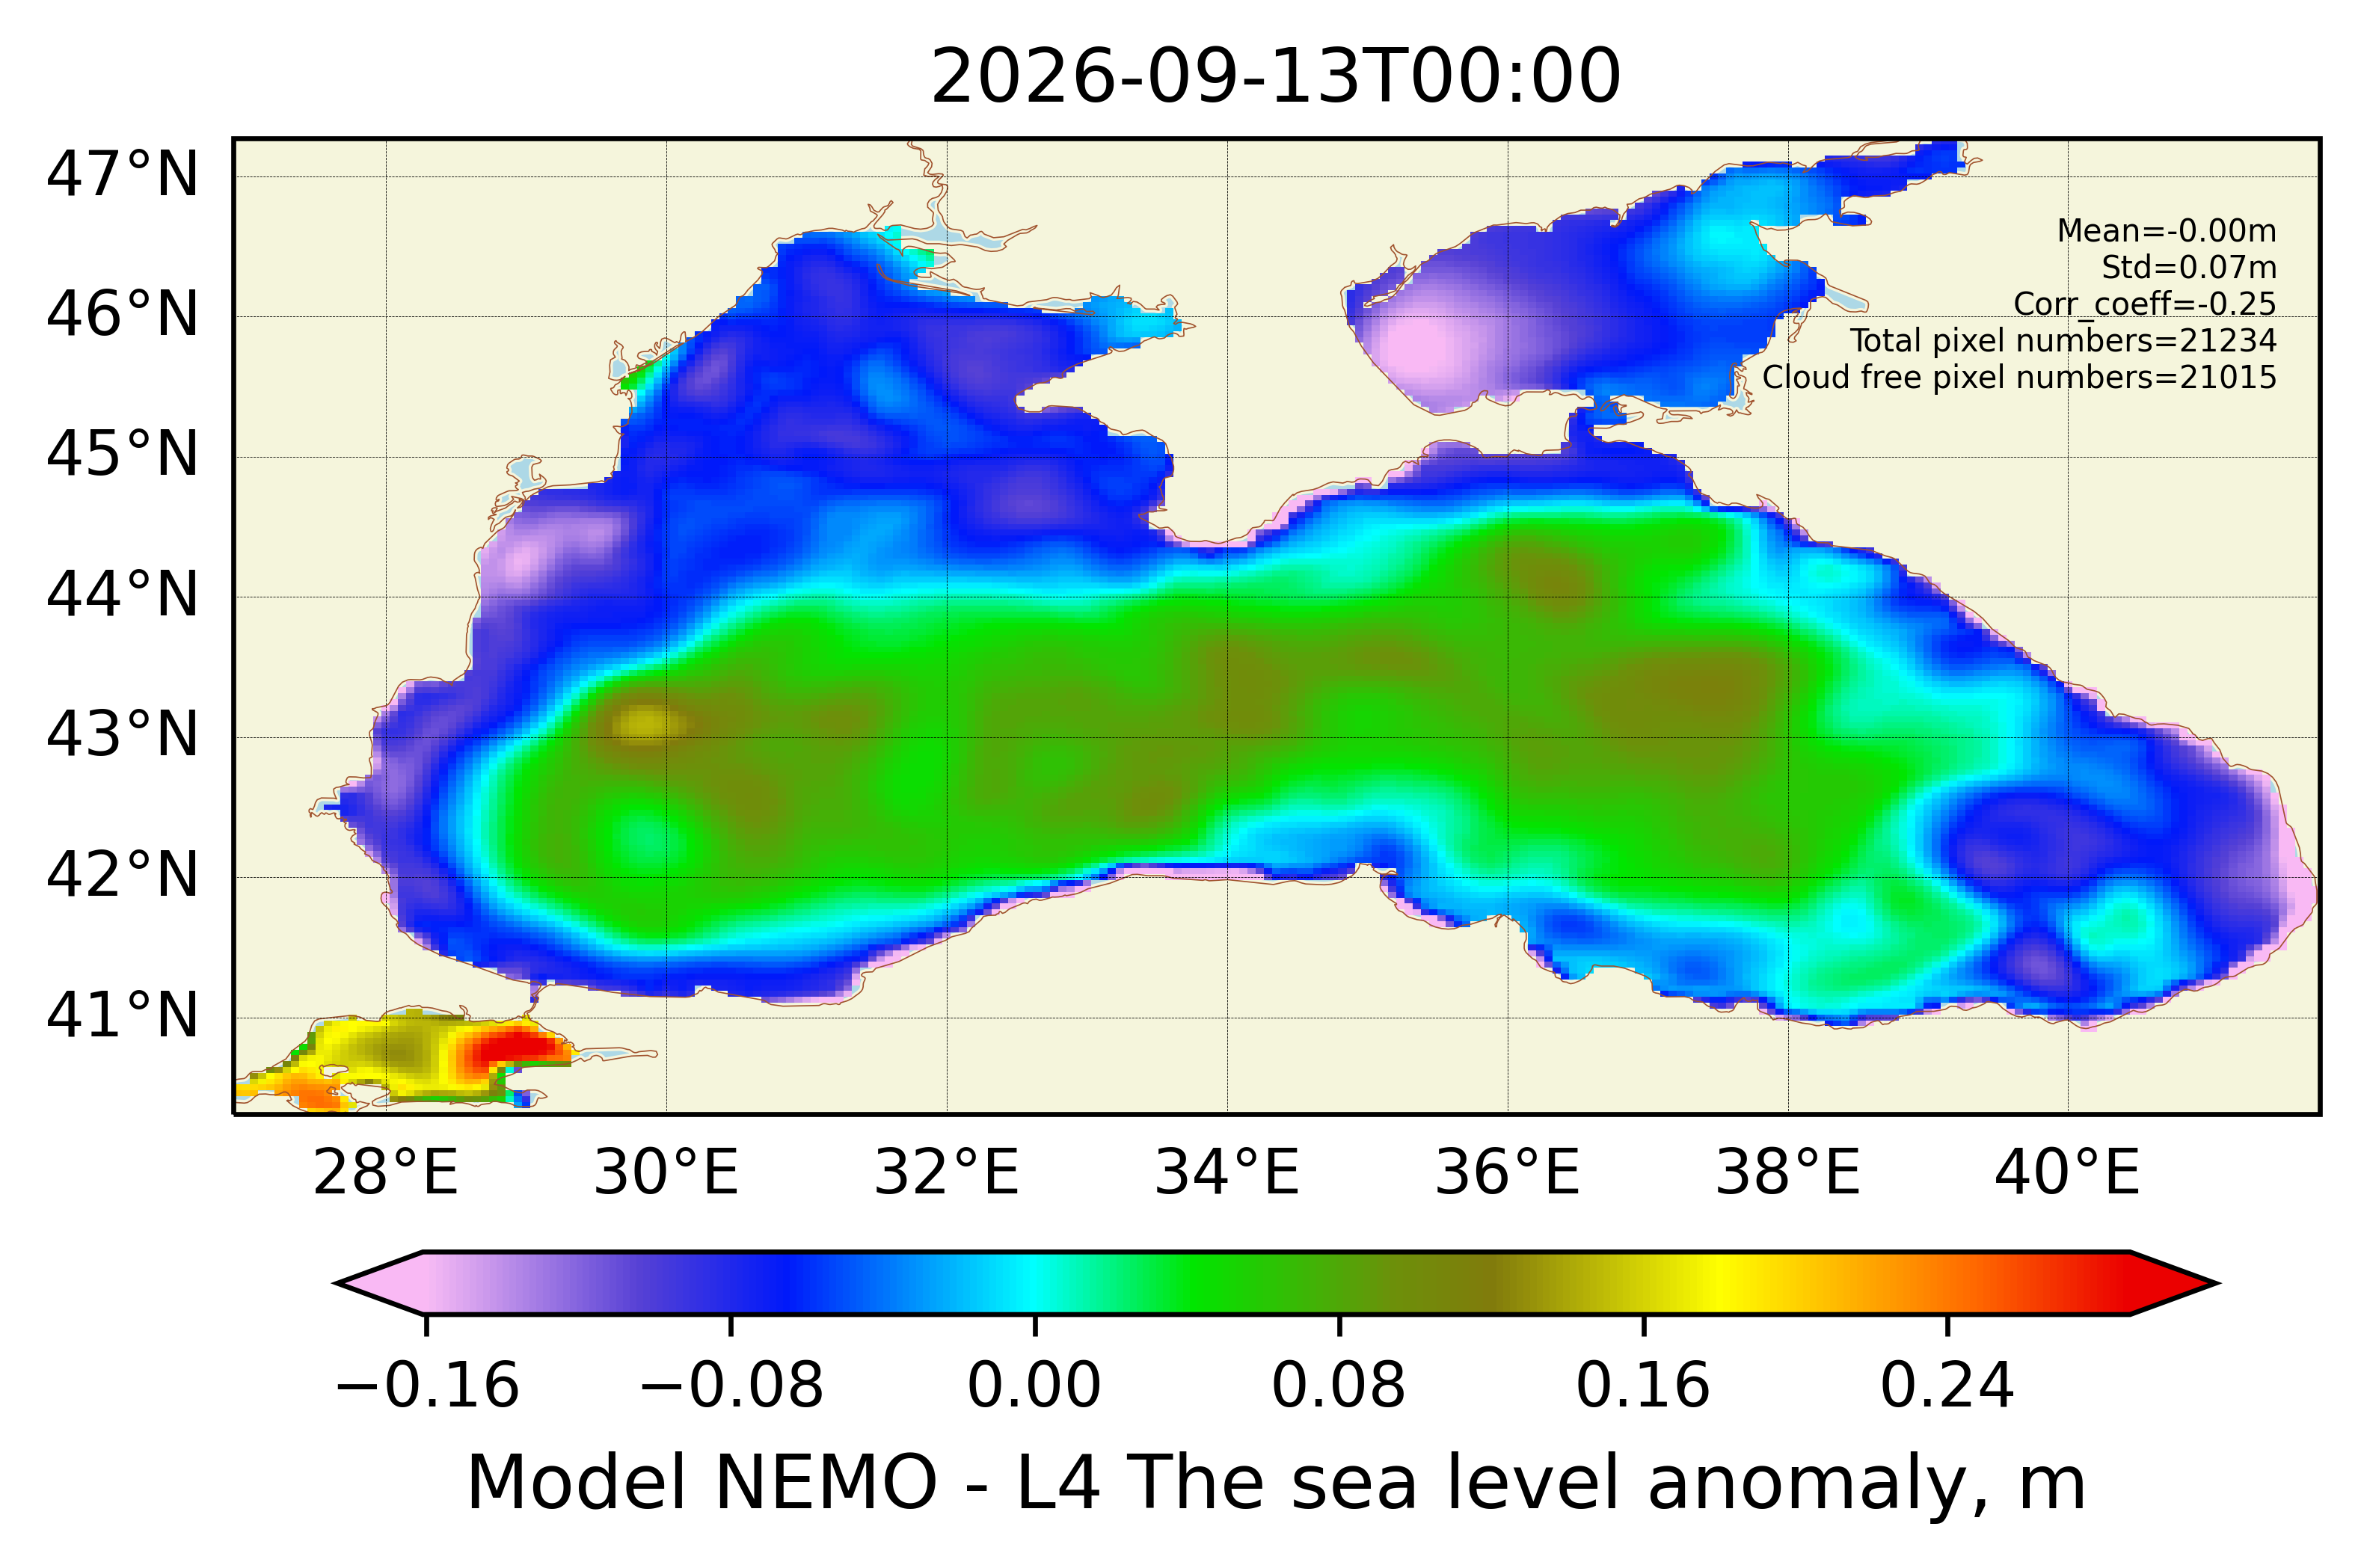 2026-09-13T00:00
47°N
46°N
45°N
44°N
43°N
42°N
41°N
Mean=-0.00m
Std=0.07m
Corr_coeff=-0.25
Total pixel numbers=21234
Cloud free pixel numbers=21015
28°E 30°E 32°E 34°E 36°E 38°E 40°E
−0.16 −0.08 0.00 0.08 0.16 0.24
Model NEMO - L4 The sea level anomaly, m